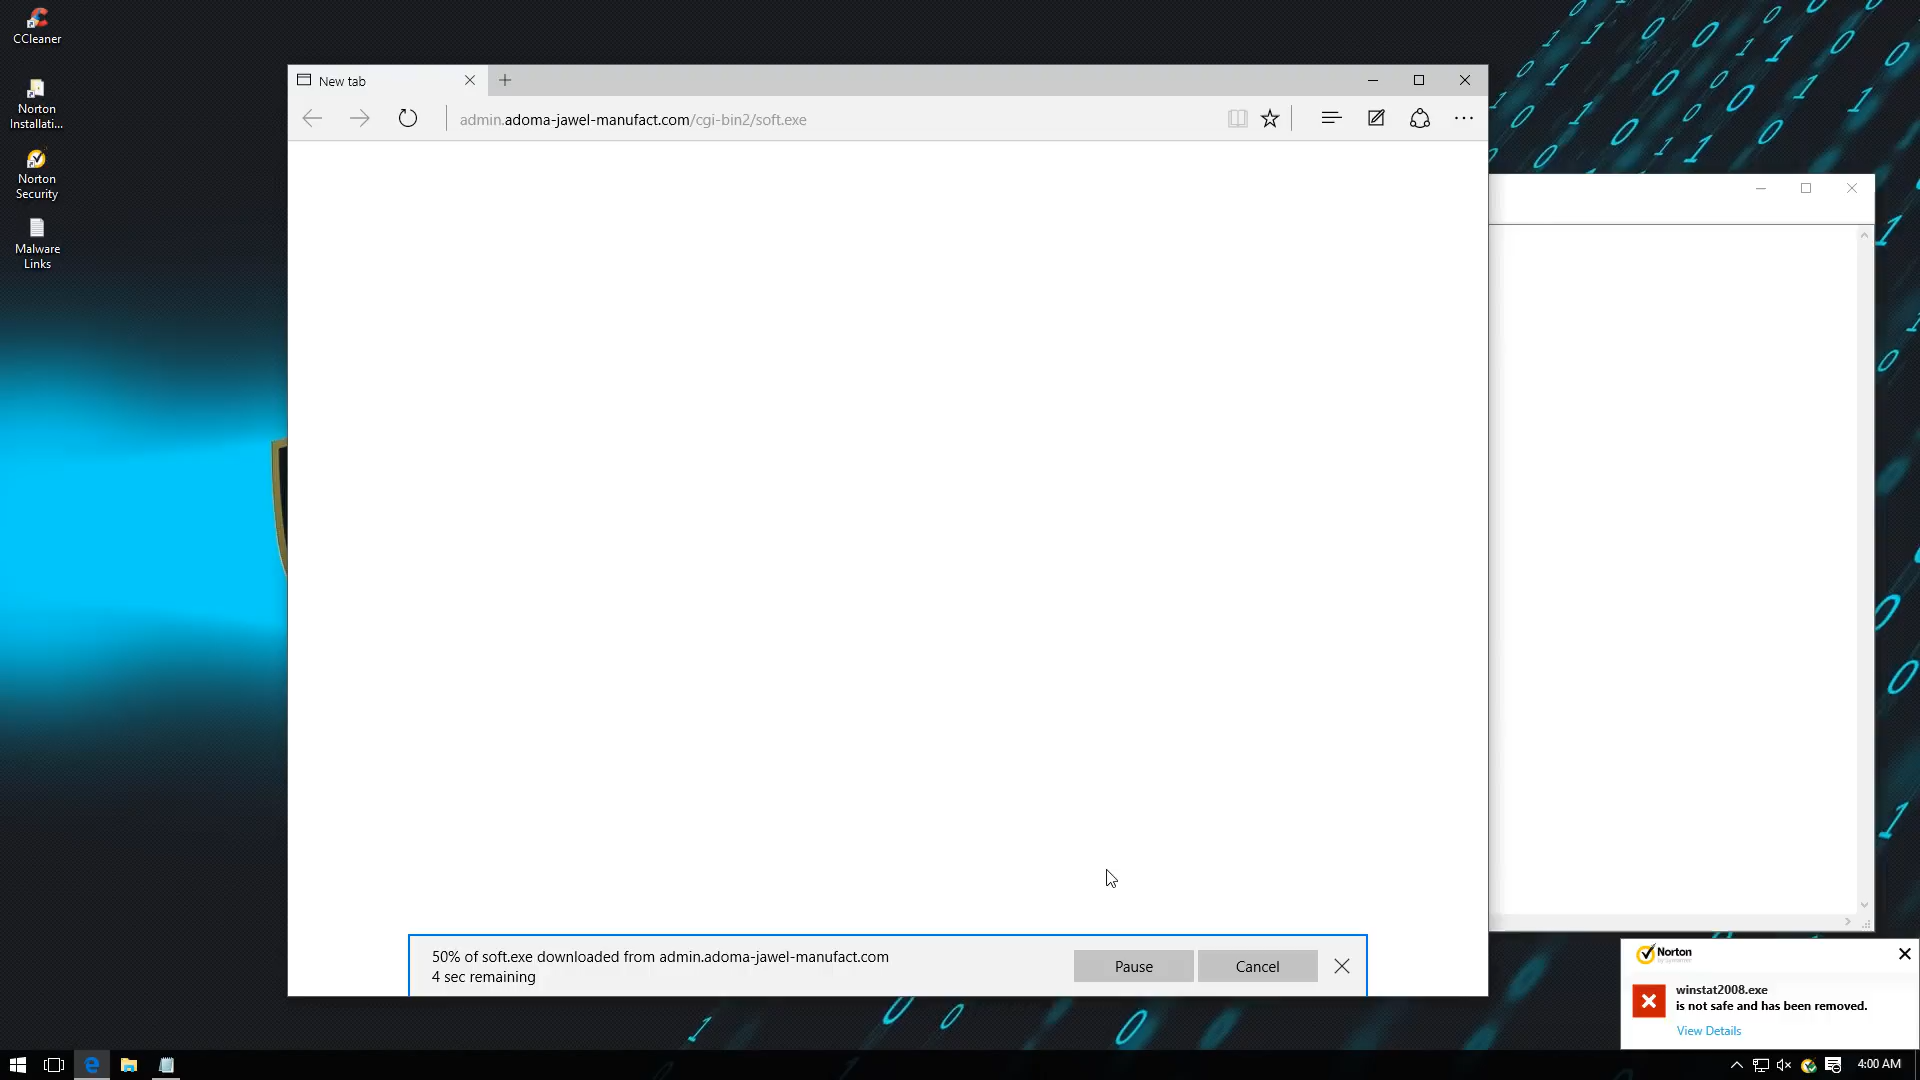 CCleaner
Norton
Installati...
Norton
Security
Malware
Links
New tab
admin.adoma-jawel-manufact.com/cgi-bin2/soft.exe
50% of soft.exe downloaded from admin.adoma-jawel-manufact.com
4 sec remaining
Pause
Cancel
Norton
winstat2008.exe
is not safe and has been removed.
View Details
4:00 AM